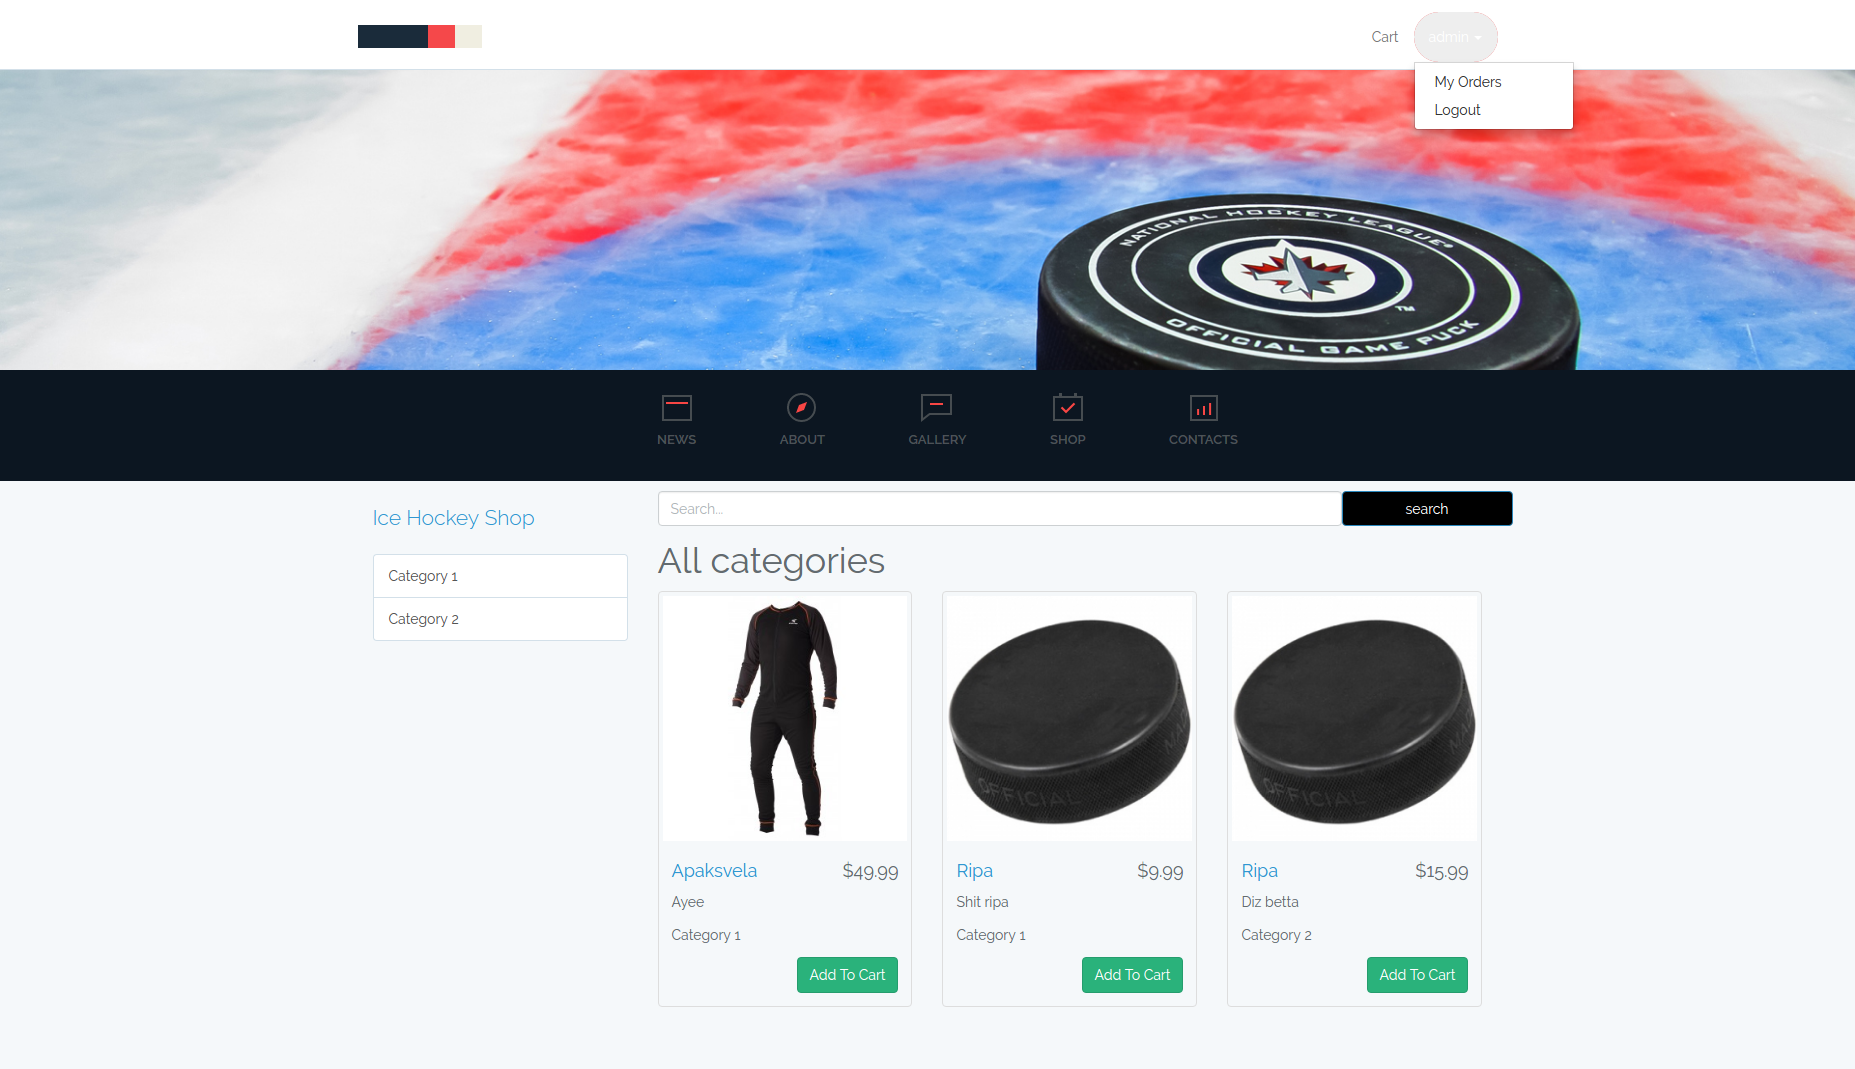 Cart
admin
My Orders
Logout
NATIONAL HOCKEY LEAGUE®
TM
OFFICIAL GAME PUCK
NEWS
ABOUT
GALLERY
SHOP
CONTACTS
Ice Hockey Shop
Search...
search
Category 1
Category 2
All categories
OFFICIAL
OFFICIAL
Apaksvela
$49.99
Ayee
Category 1
Add To Cart
Ripa
$9.99
Shit ripa
Category 1
Add To Cart
Ripa
$15.99
Diz betta
Category 2
Add To Cart